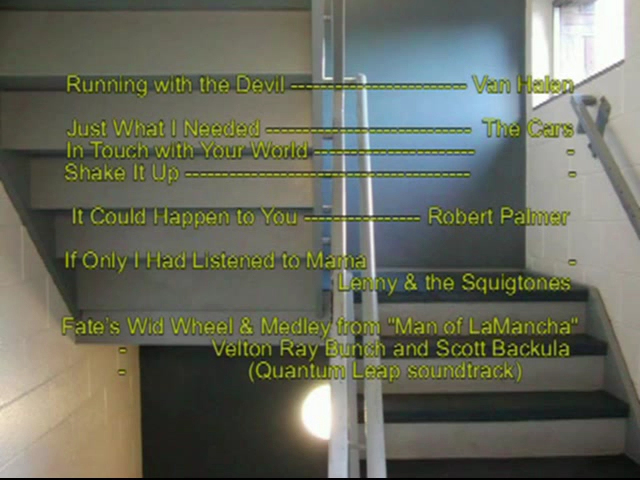 Running with the Devil ------------------------ Van Halen
Just What I Needed ---------------------------- The Cars
In Touch with Your World ---------------------- -
Shake It Up --------------------------------------- -
It Could Happen to You ---------------- Robert Palmer
If Only I Had Listened to Mama -
Lenny & the Squigtones
Fate's Wid Wheel & Medley from "Man of LaMancha"
- Velton Ray Bunch and Scott Backula
- (Quantum Leap soundtrack)